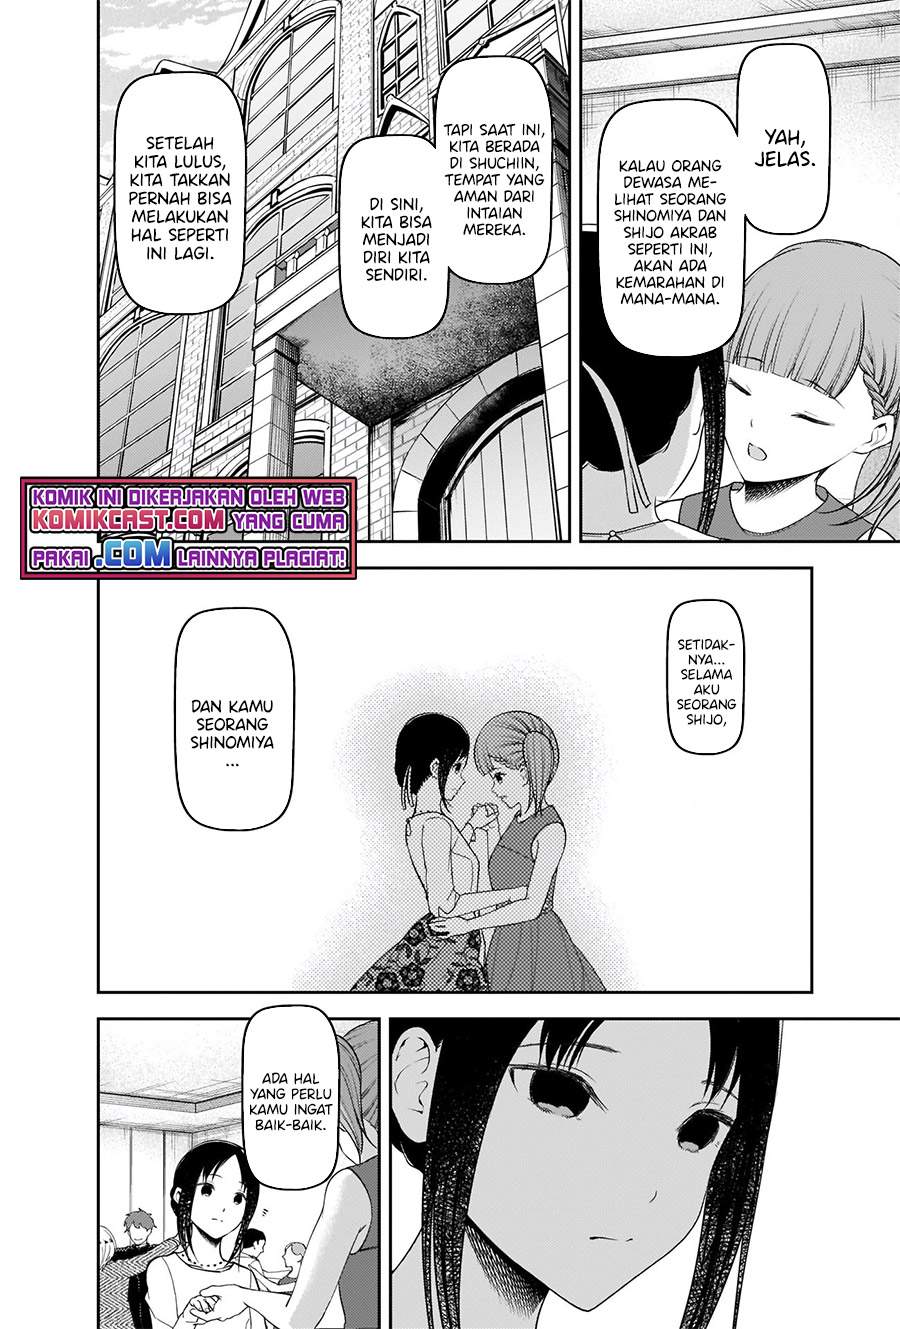 YAH,
JELAS.
KALAU ORANG
DEWASA ME-
LIHAT SEORANG
SHINOMIYA DAN
SHIJO AKRAB
SEPERTI INI,
AKAN ADA
KEMARAHAN DI
MANA-MANA.
TAPI SAAT INI,
KITA BERADA
DI SHUCHIIN,
TEMPAT YANG
AMAN DARI
INTAIAN
MEREKA.
DI SINI,
KITA BISA
MENJADI
DIRI KITA
SENDIRI.
SETELAH
KITA LULUS,
KITA TAKKAN
PERNAH BISA
MELAKUKAN
HAL SEPERTI
INI LAGI.
KOMIK INI DIKERJAKAN OLEH WEB
KOMIKCAST.COM YANG CUMA
PAKAI .COM LAINNYA PLAGIAT!
SETIDAK-
NYA...
SELAMA
AKU
SEORANG
SHIJO,
DAN KAMU
SEORANG
SHINOMIYA
...
ADA HAL
YANG PERLU
KAMU INGAT
BAIK-BAIK.